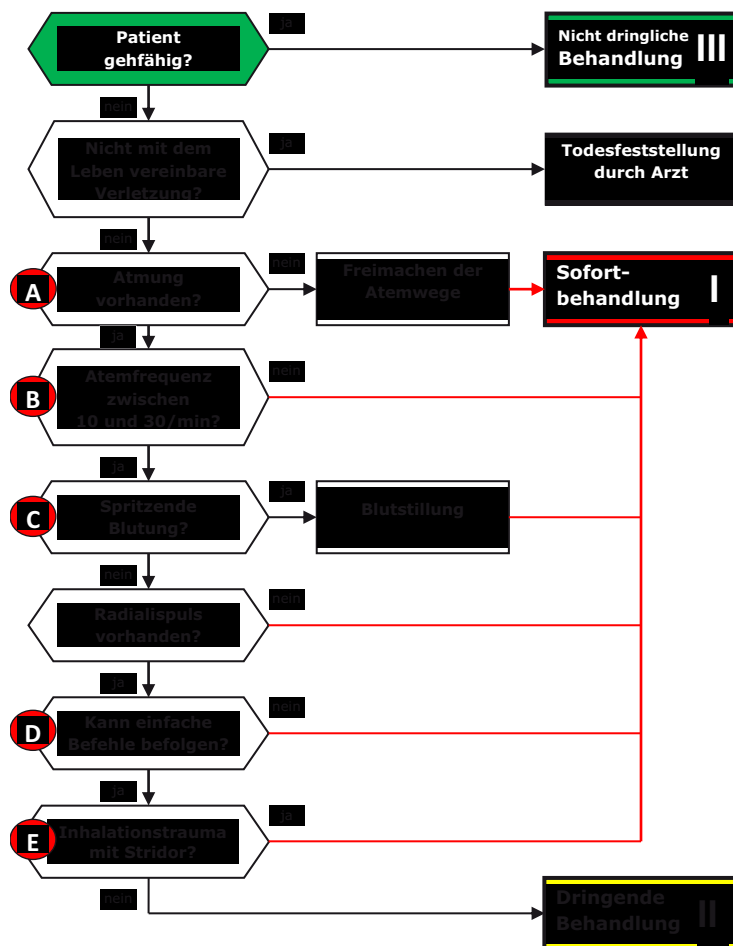 Patient
gehfähig?
ja
Nicht dringliche
Behandlung III
nein
Nicht mit dem
Leben vereinbare
Verletzung?
ja
Todesfeststellung
durch Arzt
nein
A
Atmung
vorhanden?
nein
Freimachen der
Atemwege
Sofort-
behandlung I
ja
B
Atemfrequenz
zwischen
10 und 30/min?
nein
ja
C
Spritzende
Blutung?
ja
Blutstillung
nein
Radialispuls
vorhanden?
nein
ja
D
Kann einfache
Befehle befolgen?
nein
ja
E
Inhalationstrauma
mit Stridor?
ja
nein
Dringende
Behandlung II